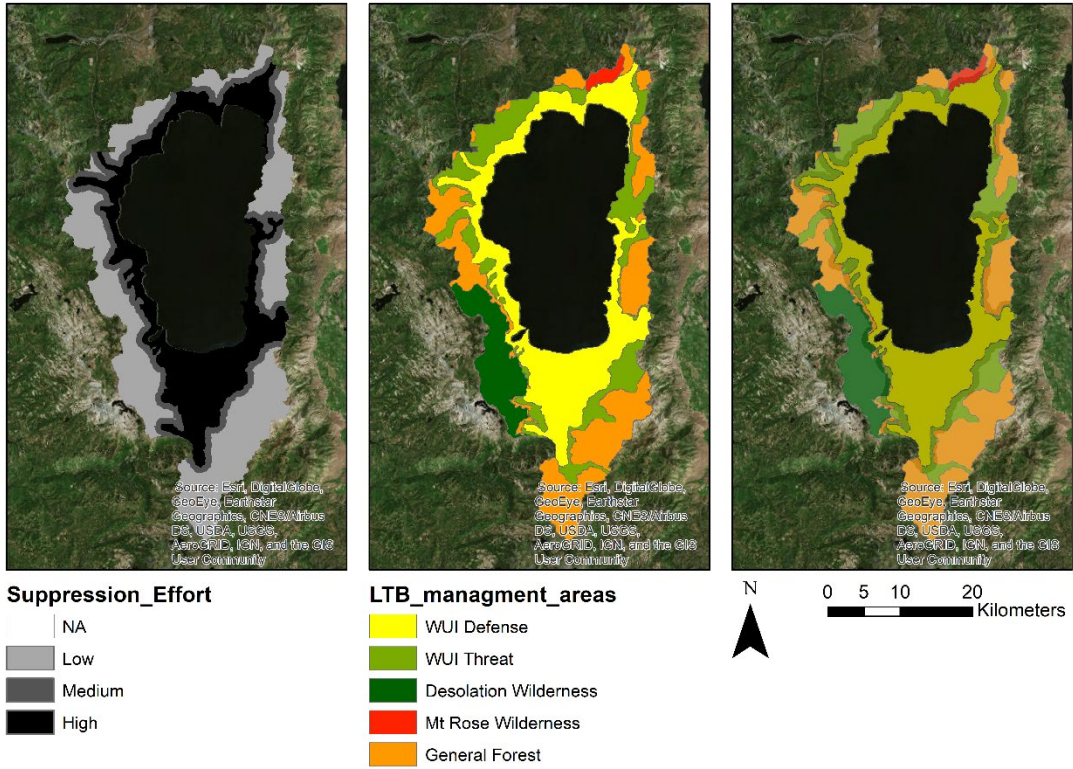 Source: Esri, DigitalGlobe,
GeoEye, Earthstar
Geographics, CNES/Airbus
DS, USDA, USGS,
AeroGRID, IGN, and the GIS
User Community
Source: Esri, DigitalGlobe,
GeoEye, Earthstar
Geographics, CNES/Airbus
DS, USDA, USGS,
AeroGRID, IGN, and the GIS
User Community
Source: Esri, DigitalGlobe,
GeoEye, Earthstar
Geographics, CNES/Airbus
DS, USDA, USGS,
AeroGRID, IGN, and the GIS
User Community
Suppression_Effort
NA
Low
Medium
High
LTB_managment_areas
WUI Defense
WUI Threat
Desolation Wilderness
Mt Rose Wilderness
General Forest
N
0 5 10 20
Kilometers